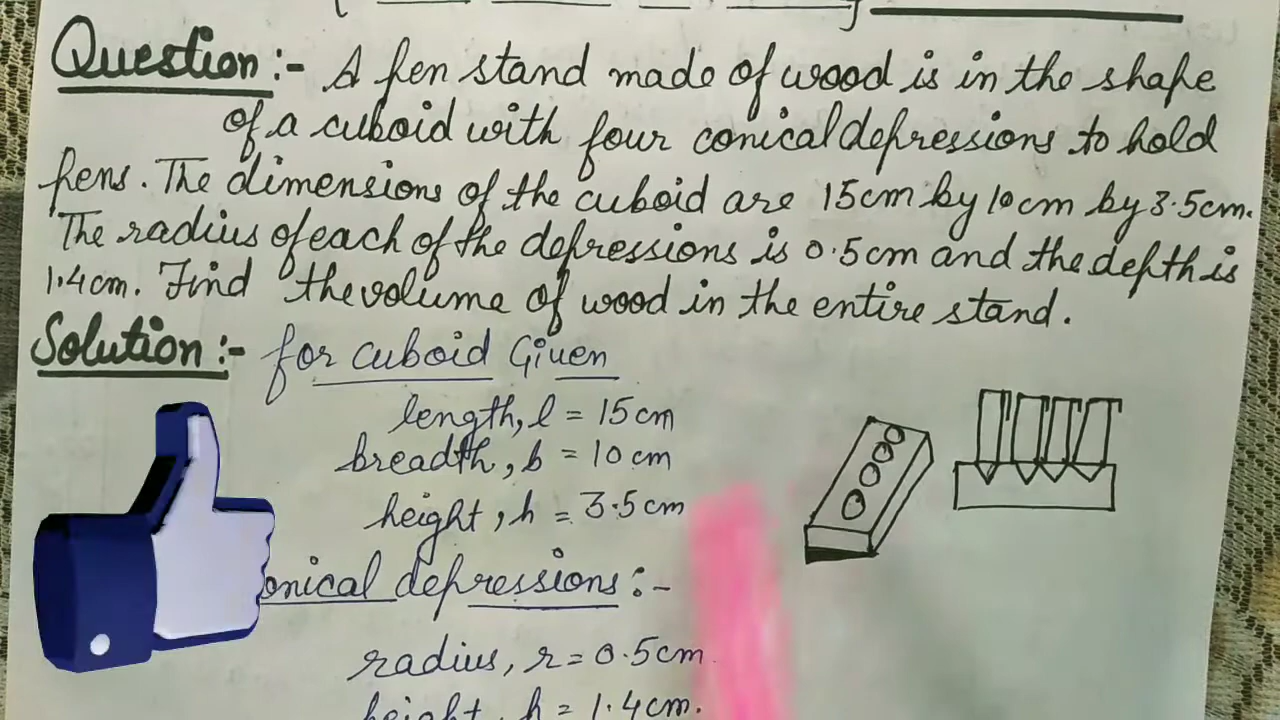 Question :- A pen stand made of wood is in the shape
of a cuboid with four conical depressions to hold
pens. The dimensions of the cuboid are 15cm by 10cm by 3.5cm.
The radius of each of the depressions is 0.5cm and the depth is
1.4cm. Find the volume of wood in the entire stand.
Solution :- for cuboid Given
length, l = 15cm
breadth, b = 10cm
height, h = 3.5cm
onical depressions :-
radius, r = 0.5cm
height, h = 1.4cm.